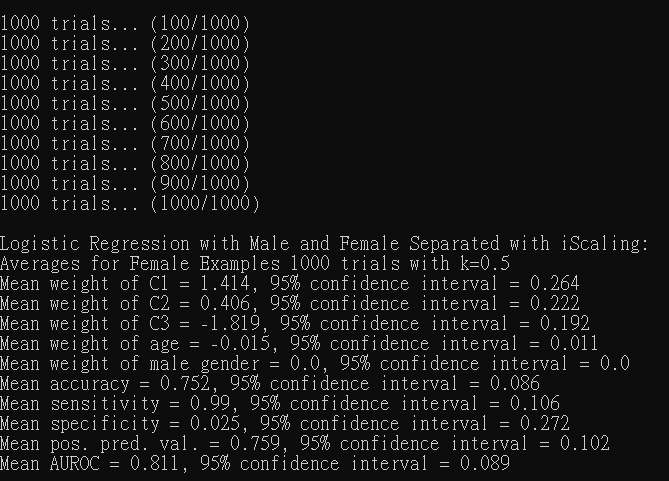 1000 trials... (100/1000)
1000 trials... (200/1000)
1000 trials... (300/1000)
1000 trials... (400/1000)
1000 trials... (500/1000)
1000 trials... (600/1000)
1000 trials... (700/1000)
1000 trials... (800/1000)
1000 trials... (900/1000)
1000 trials... (1000/1000)
Logistic Regression with Male and Female Separated with iScaling:
Averages for Female Examples 1000 trials with k=0.5
Mean weight of C1 = 1.414, 95% confidence interval = 0.264
Mean weight of C2 = 0.406, 95% confidence interval = 0.222
Mean weight of C3 = -1.819, 95% confidence interval = 0.192
Mean weight of age = -0.015, 95% confidence interval = 0.011
Mean weight of male gender = 0.0, 95% confidence interval = 0.0
Mean accuracy = 0.752, 95% confidence interval = 0.086
Mean sensitivity = 0.99, 95% confidence interval = 0.106
Mean specificity = 0.025, 95% confidence interval = 0.272
Mean pos. pred. val. = 0.759, 95% confidence interval = 0.102
Mean AUROC = 0.811, 95% confidence interval = 0.089